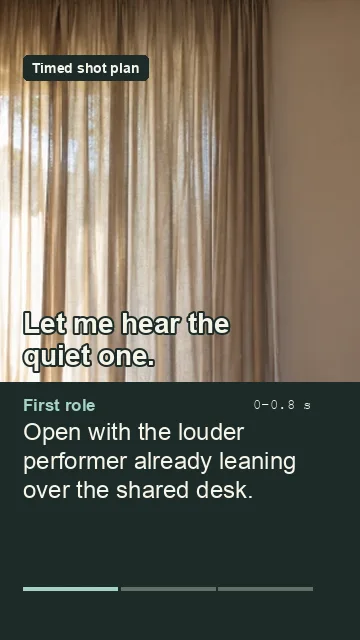 Timed shot plan
Let me hear the
quiet one.
First role
0–0.8 s
Open with the louder
performer already leaning
over the shared desk.